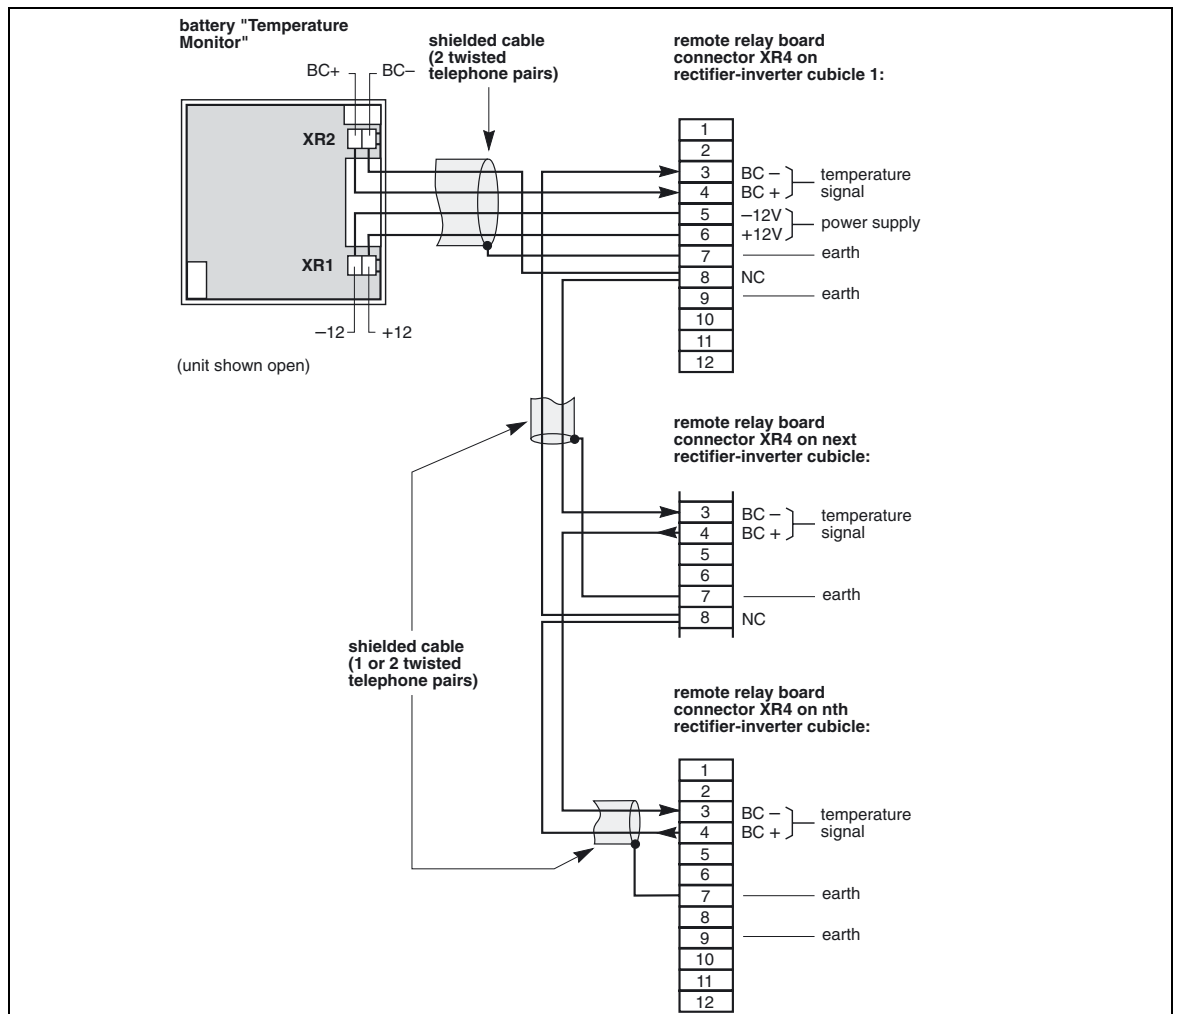 battery "Temperature
Monitor"
BC+
BC–
shielded cable
(2 twisted
telephone pairs)
remote relay board
connector XR4 on
rectifier-inverter cubicle 1:
XR2
XR1
–12
+12
(unit shown open)
1
2
3 BC – temperature
4 BC + signal
5 –12V power supply
6 +12V
7 earth
8 NC
9 earth
10
11
12
remote relay board
connector XR4 on next
rectifier-inverter cubicle:
3 BC – temperature
4 BC + signal
5
6
7 earth
8 NC
shielded cable
(1 or 2 twisted
telephone pairs)
remote relay board
connector XR4 on nth
rectifier-inverter cubicle:
1
2
3 BC – temperature
4 BC + signal
5
6
7 earth
8
9 earth
10
11
12